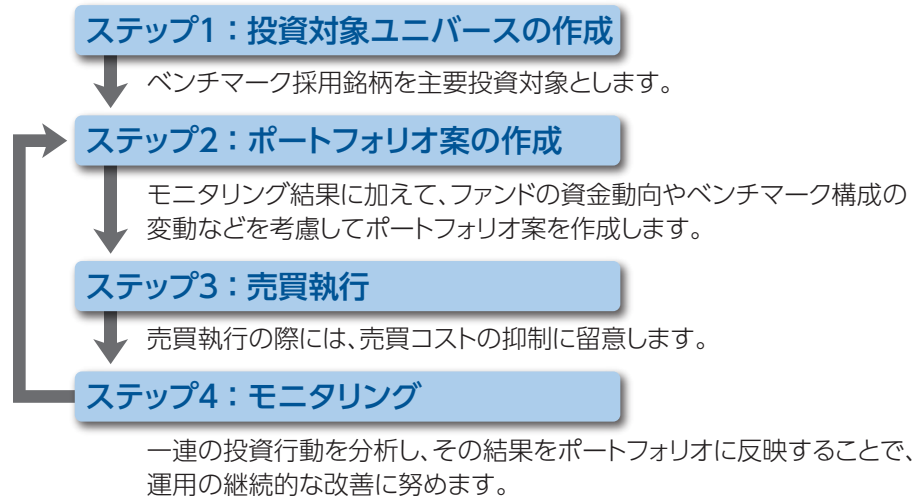 ステップ1：投資対象ユニバースの作成
ベンチマーク採用銘柄を主要投資対象とします。
ステップ2：ポートフォリオ案の作成
モニタリング結果に加えて、ファンドの資金動向やベンチマーク構成の
変動などを考慮してポートフォリオ案を作成します。
ステップ3：売買執行
売買執行の際には、売買コストの抑制に留意します。
ステップ4：モニタリング
一連の投資行動を分析し、その結果をポートフォリオに反映することで、
運用の継続的な改善に努めます。